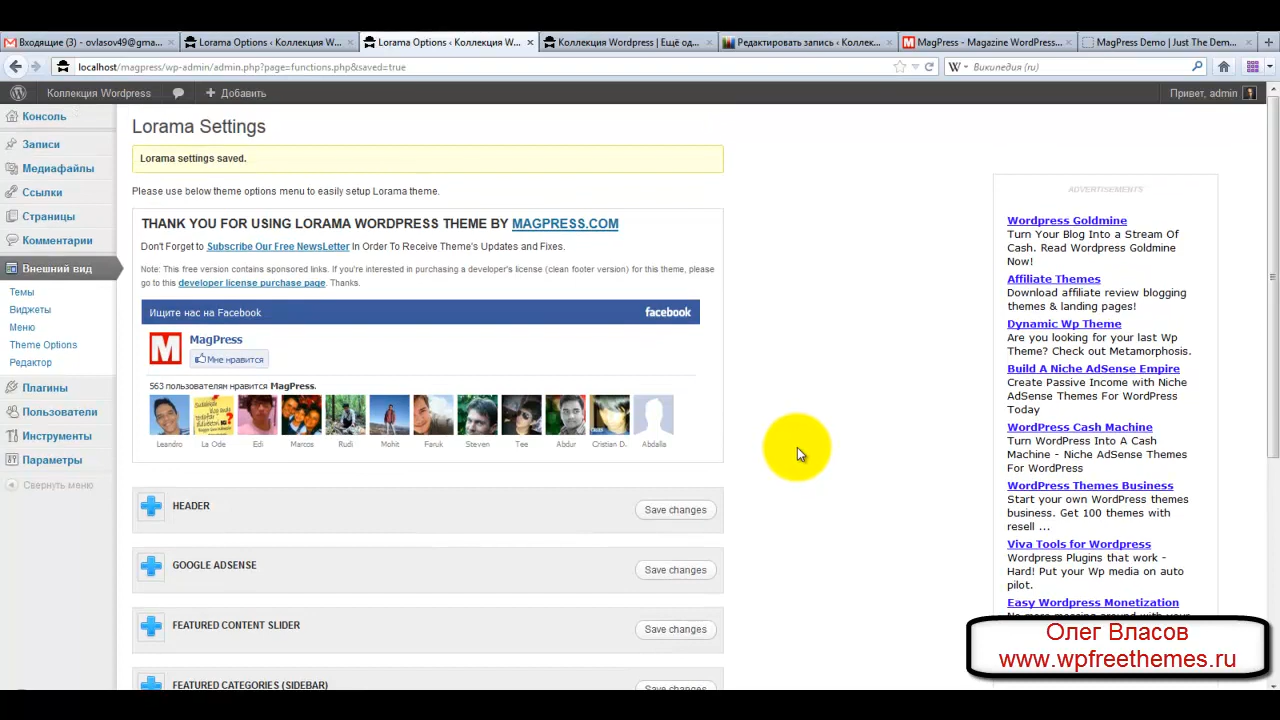 Входящие (3) - ovlasov49@gma...
Lorama Options ‹ Коллекция W...
Lorama Options ‹ Коллекция W...
Коллекция Wordpress | Ещё од...
Редактировать запись ‹ Коллек...
MagPress - Magazine WordPress...
MagPress Demo | Just The Dem...
localhost/magpress/wp-admin/admin.php?page=functions.php&saved=true
Википедия (ru)
Коллекция Wordpress
Добавить
Привет, admin
Консоль
Записи
Медиафайлы
Ссылки
Страницы
Комментарии
Внешний вид
Темы
Виджеты
Меню
Theme Options
Редактор
Плагины
Пользователи
Инструменты
Параметры
Свернуть меню
Lorama Settings
Lorama settings saved.
Please use below theme options menu to easily setup Lorama theme.
THANK YOU FOR USING LORAMA WORDPRESS THEME BY MAGPRESS.COM
Don't Forget to Subscribe Our Free NewsLetter In Order To Receive Theme's Updates and Fixes.
Note: This free version contains sponsored links. If you're interested in purchasing a developer's license (clean footer version) for this theme, please
go to this developer license purchase page. Thanks.
Ищите нас на Facebook
facebook
M
MagPress
Мне нравится
563 пользователям нравится MagPress.
Leandro La Ode Edi Marcos Rudi Mohit Faruk Steven Tee Abdur Cristian D. Abdalla
HEADER
Save changes
GOOGLE ADSENSE
Save changes
FEATURED CONTENT SLIDER
Save changes
FEATURED CATEGORIES (SIDEBAR)
Save changes
ADVERTISEMENTS
Wordpress Goldmine
Turn Your Blog Into a Stream Of
Cash. Read Wordpress Goldmine
Now!
Affiliate Themes
Download affiliate review blogging
themes & landing pages!
Dynamic Wp Theme
Are you looking for your last Wp
Theme? Check out Metamorphosis.
Build A Niche AdSense Empire
Create Passive Income with Niche
AdSense Themes For WordPress
Today
WordPress Cash Machine
Turn WordPress Into A Cash
Machine - Niche AdSense Themes
For WordPress
WordPress Themes Business
Start your own WordPress themes
business. Get 100 themes with
resell ...
Viva Tools for Wordpress
Wordpress Plugins that work -
Hard! Put your Wp media on auto
pilot.
Easy Wordpress Monetization
Олег Власов
www.wpfreethemes.ru